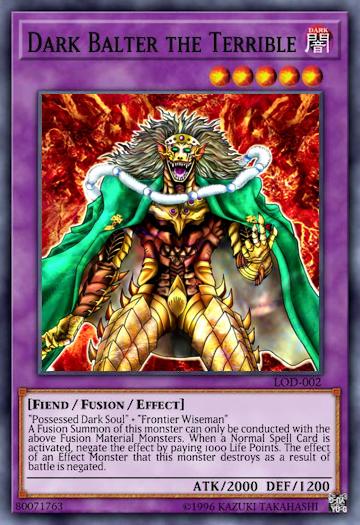 DARK BALTER THE TERRIBLE
DARK
闇
LOD-002
[FIEND / FUSION / EFFECT]
"Possessed Dark Soul" + "Frontier Wiseman"
A Fusion Summon of this monster can only be conducted with the
above Fusion Material Monsters. When a Normal Spell Card is
activated, negate the effect by paying 1000 Life Points. The effect
of an Effect Monster that this monster destroys as a result of
battle is negated.
ATK/2000 DEF/1200
80071763
©1996 KAZUKI TAKAHASHI